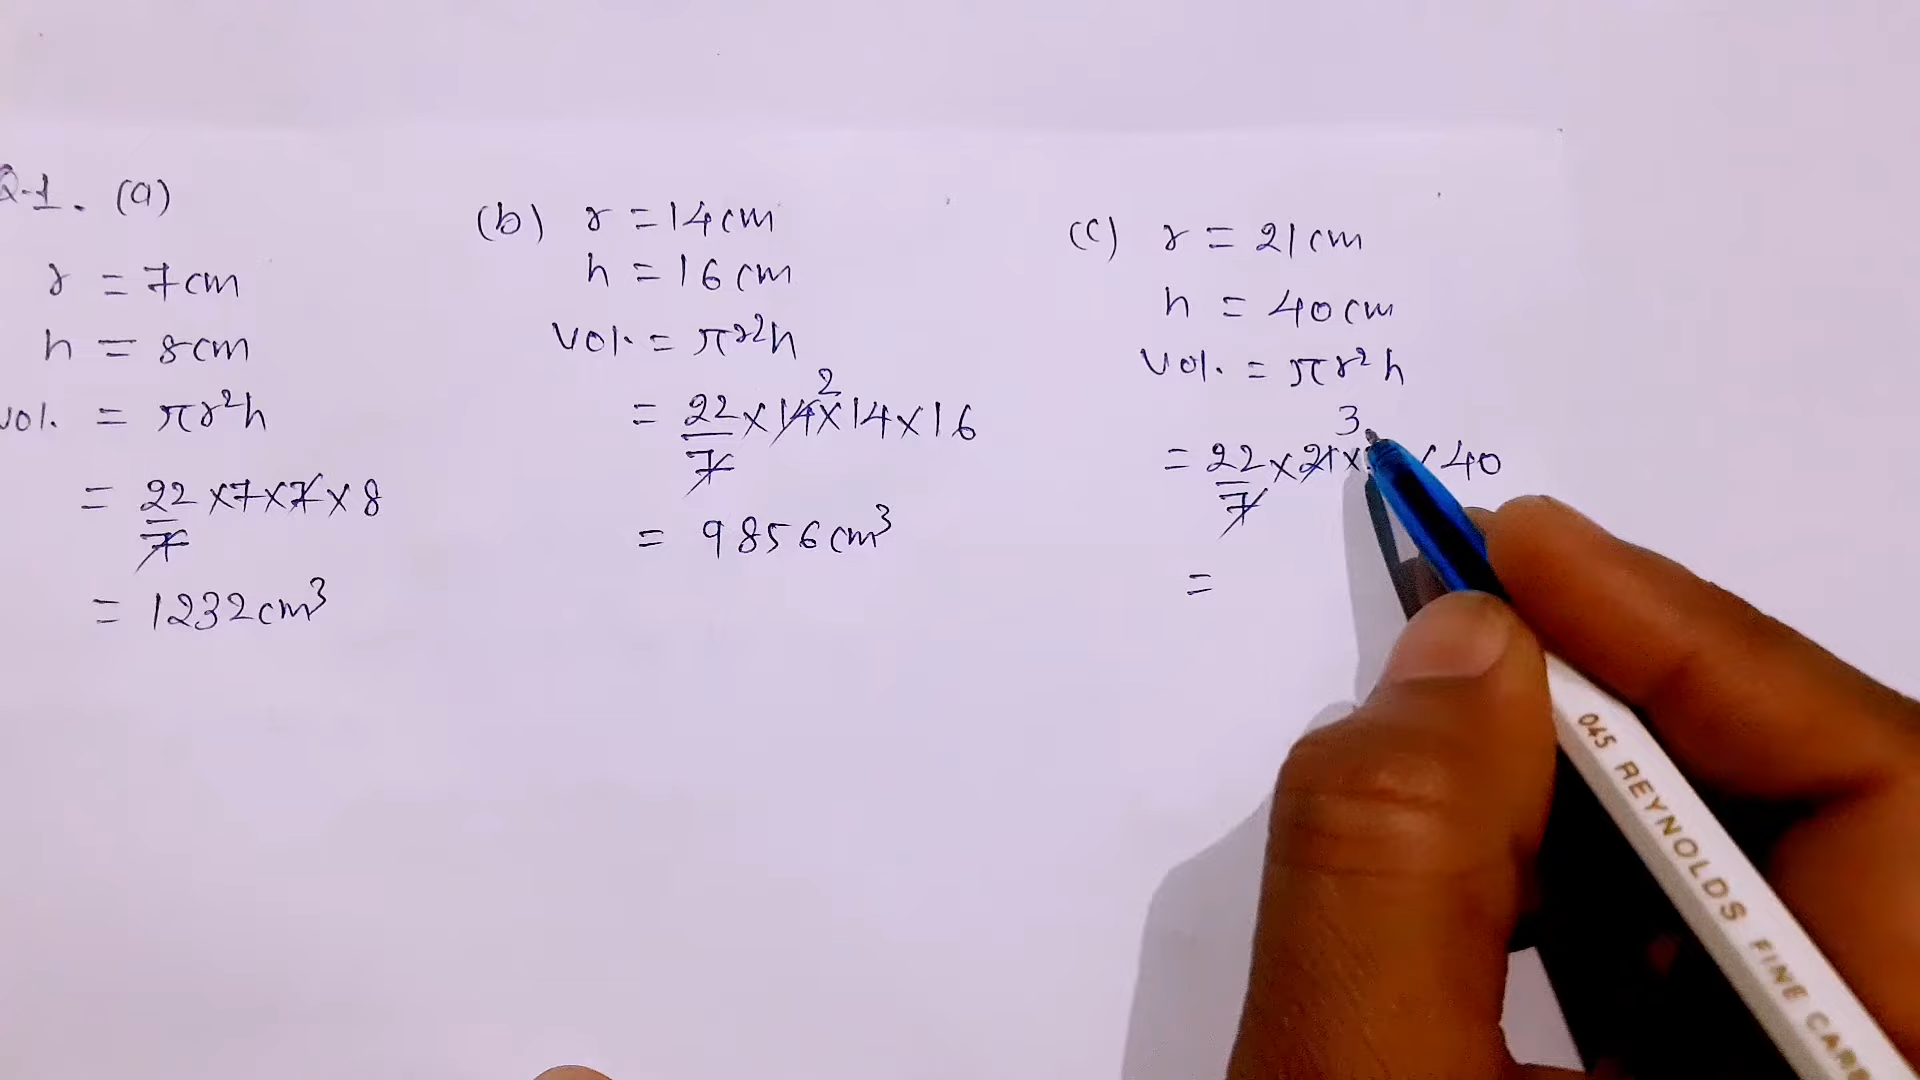 Q-1. (a)
r = 7cm
h = 8cm
vol. = πr²h
= 22/7 × 7 × 7 × 8
= 1232cm³
(b) r = 14cm
h = 16cm
Vol. = πr²h
2
= 22/7 × 14 × 14 × 16
= 9856cm³
(c) r = 21cm
h = 40cm
Vol. = πr²h
3
= 22/7 × 21 × × 40
=
045 REYNOLDS FINE CARB